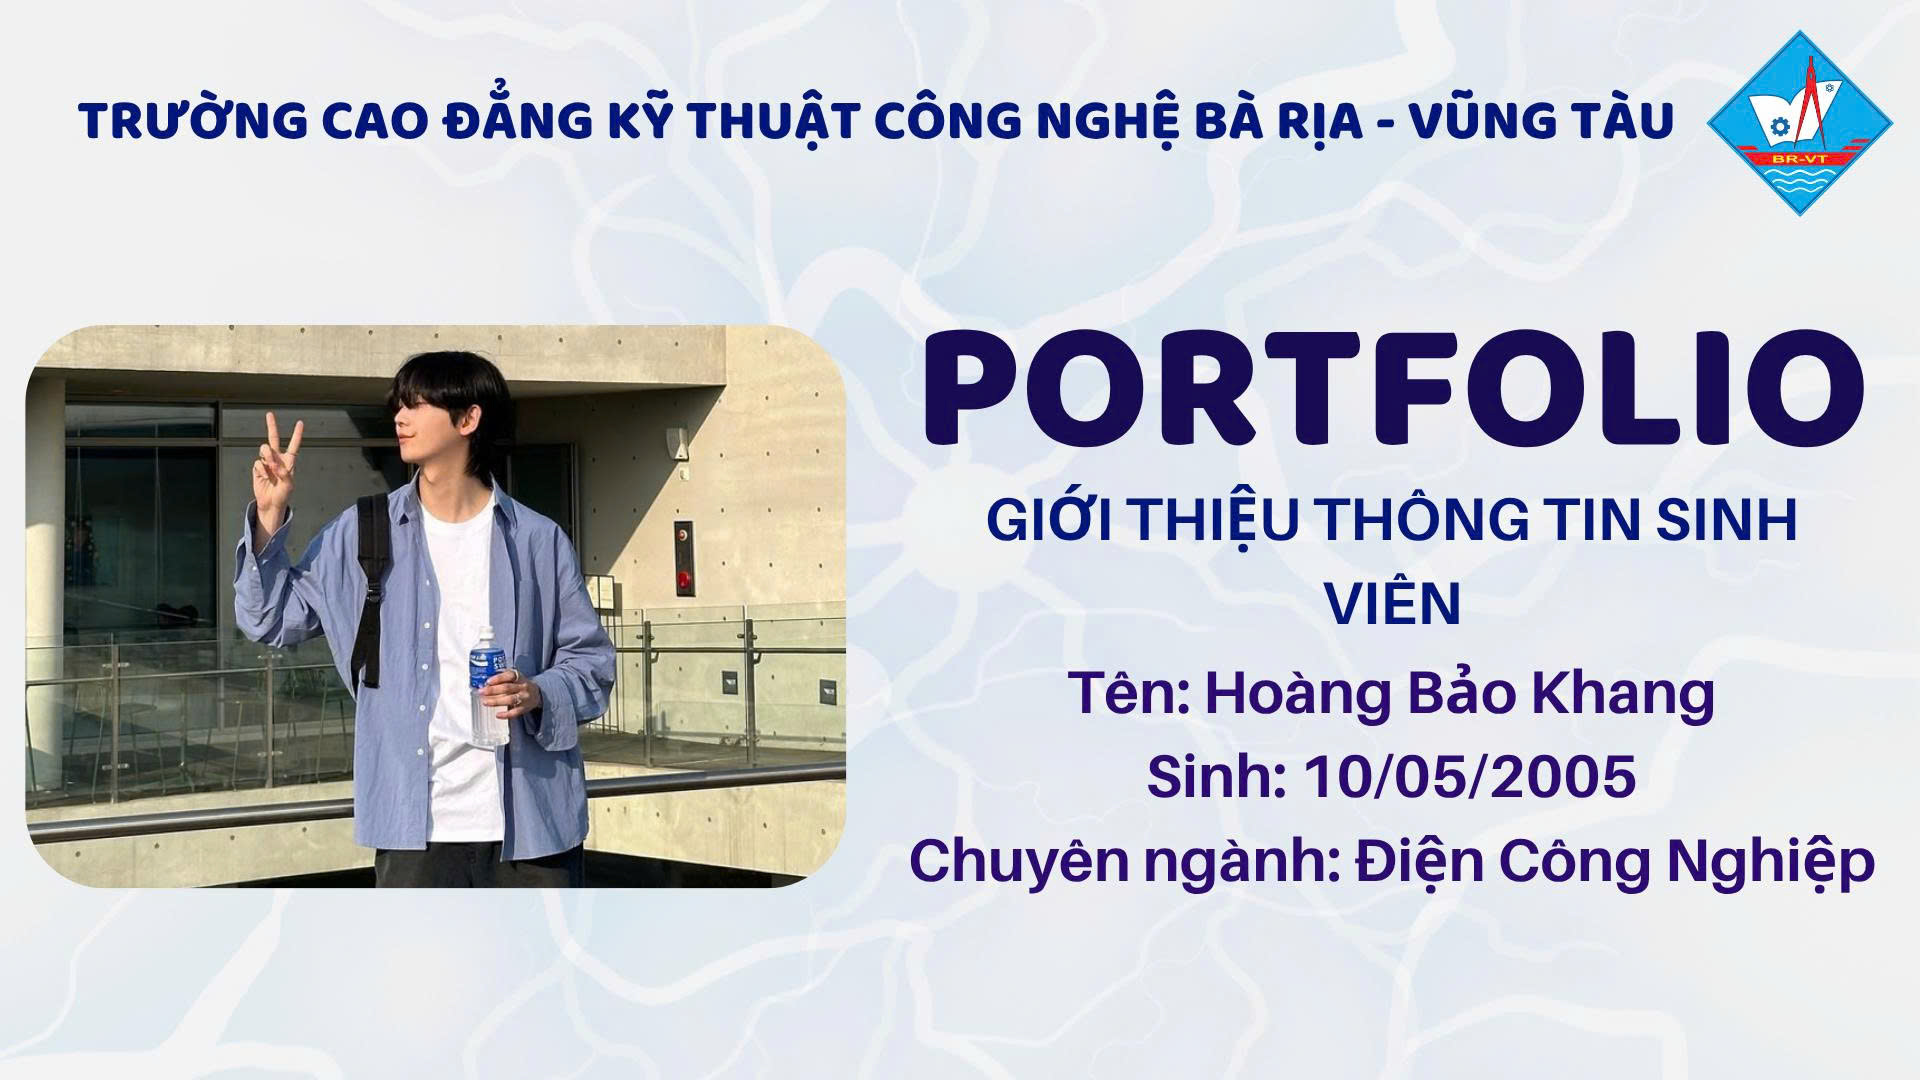 TRƯỜNG CAO ĐẲNG KỸ THUẬT CÔNG NGHỆ BÀ RỊA - VŨNG TÀU
BR-VT
PORTFOLIO
GIỚI THIỆU THÔNG TIN SINH
VIÊN
Tên: Hoàng Bảo Khang
Sinh: 10/05/2005
Chuyên ngành: Điện Công Nghiệp